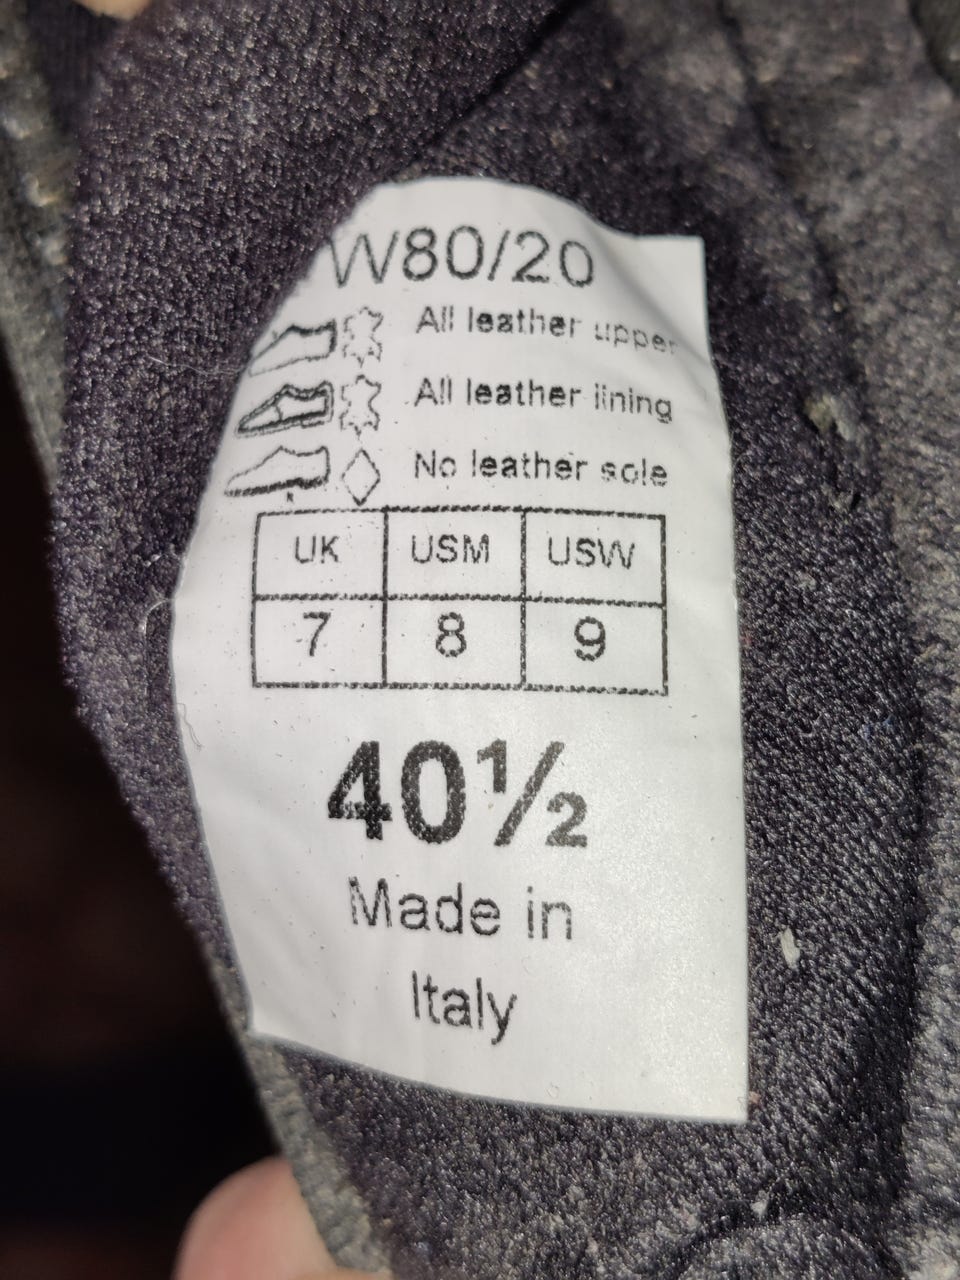 W80/20
All leather upper
All leather lining
No leather sole
UK USM USW
7 8 9
40½
Made in
Italy